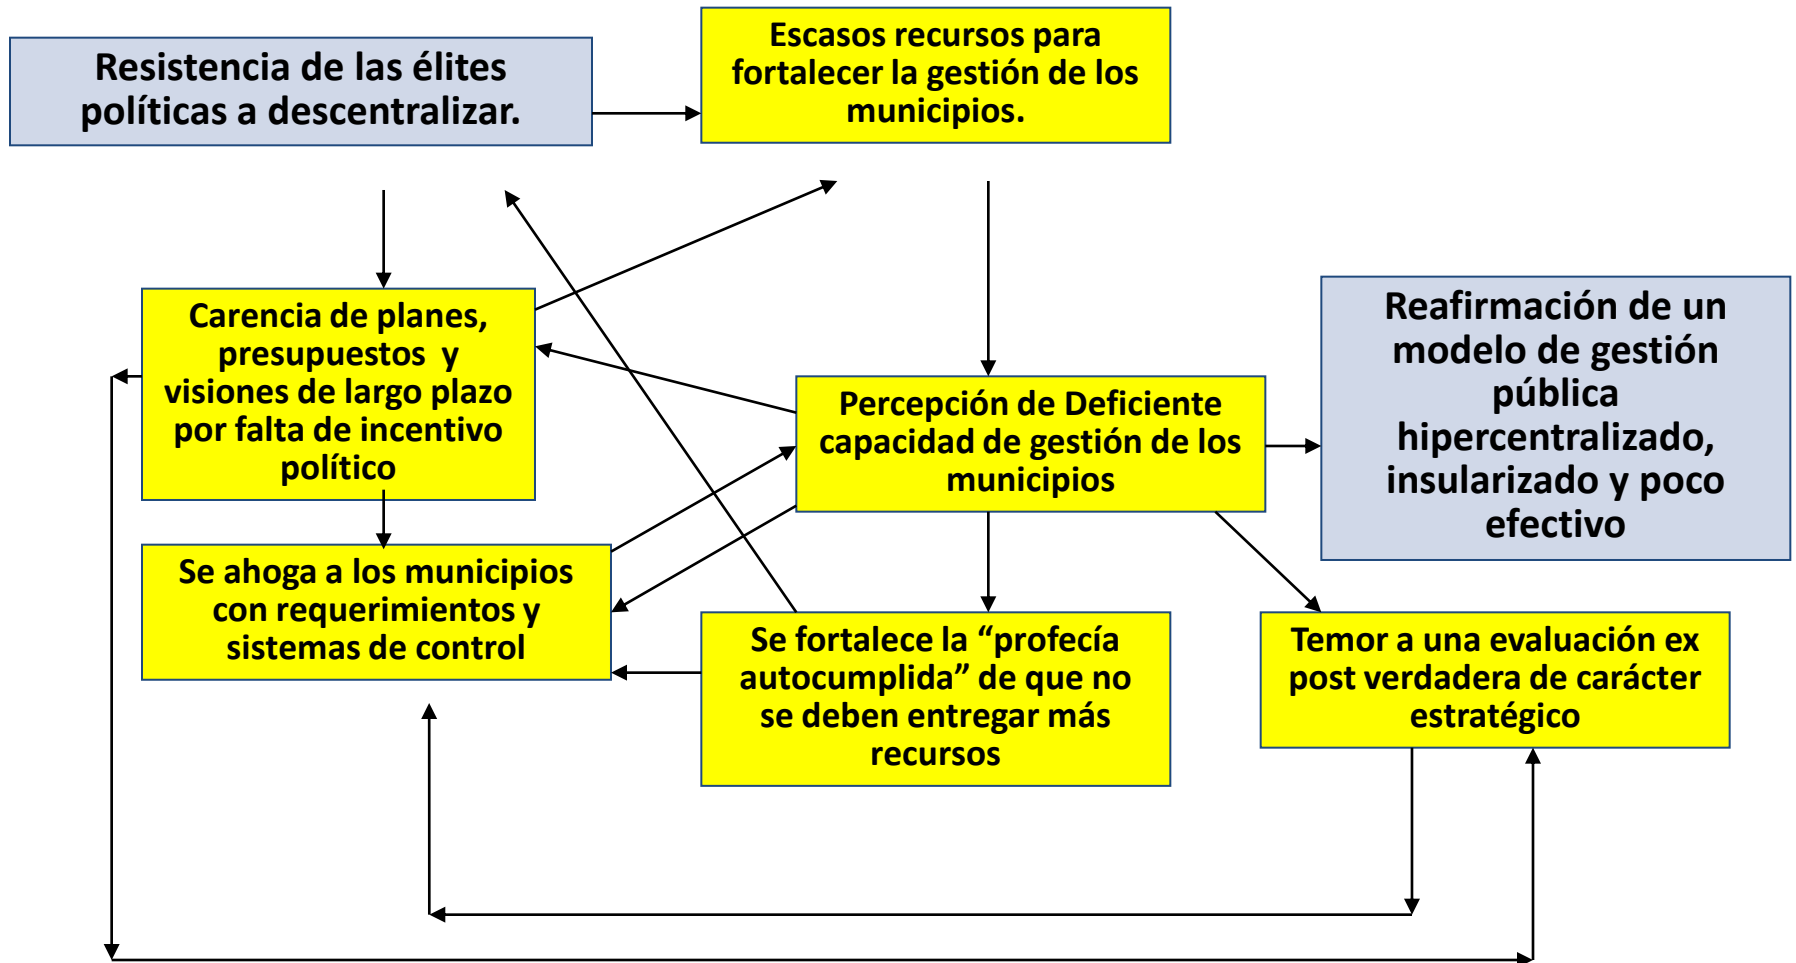 Resistencia de las élites
políticas a descentralizar.
Escasos recursos para
fortalecer la gestión de los
municipios.
Carencia de planes,
presupuestos y
visiones de largo plazo
por falta de incentivo
político
Percepción de Deficiente
capacidad de gestión de los
municipios
Reafirmación de un
modelo de gestión
pública
hipercentralizado,
insularizado y poco
efectivo
Se ahoga a los municipios
con requerimientos y
sistemas de control
Se fortalece la “profecía
autocumplida” de que no
se deben entregar más
recursos
Temor a una evaluación ex
post verdadera de carácter
estratégico